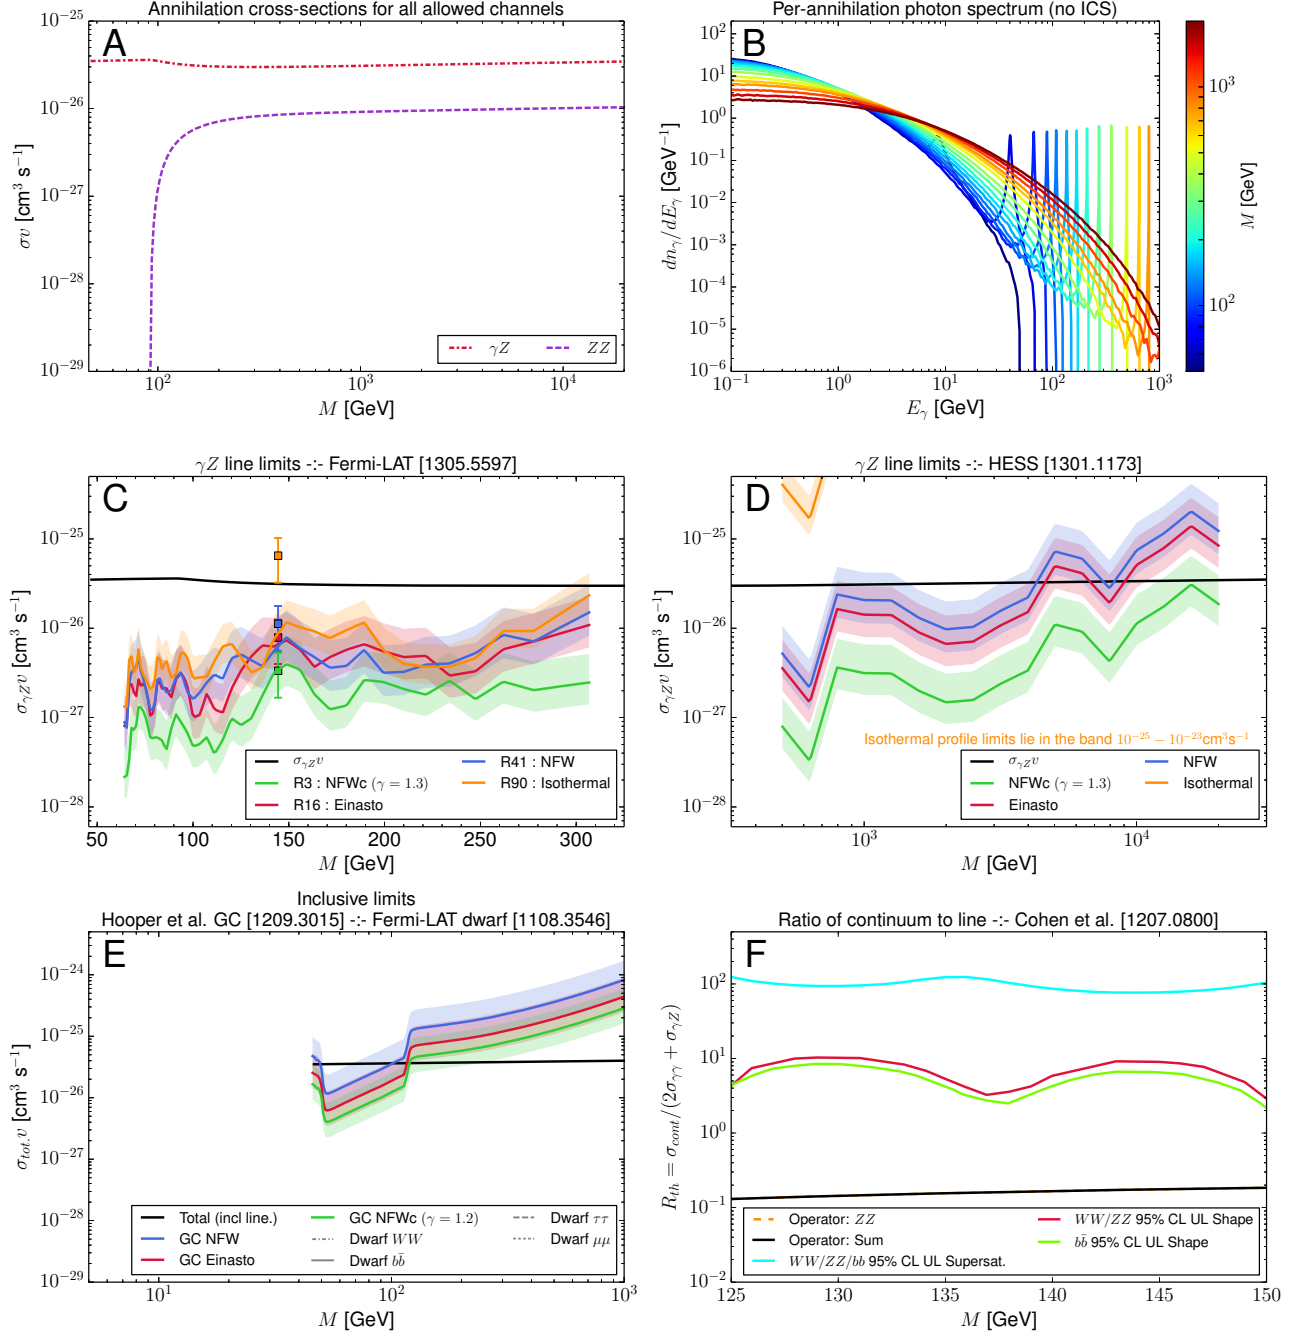 Annihilation cross-sections for all allowed channels
A
σv [cm³ s⁻¹]
10⁻²⁵
10⁻²⁶
10⁻²⁷
10⁻²⁸
10⁻²⁹
10² 10³ 10⁴
M [GeV]
γZ ZZ
Per-annihilation photon spectrum (no ICS)
B
dn_γ/dE_γ [GeV⁻¹]
10²
10¹
10⁰
10⁻¹
10⁻²
10⁻³
10⁻⁴
10⁻⁵
10⁻⁶
10⁻¹ 10⁰ 10¹ 10² 10³
E_γ [GeV]
10³
10²
M [GeV]
γZ line limits -:- Fermi-LAT [1305.5597]
C
σ_γZ v [cm³ s⁻¹]
10⁻²⁵
10⁻²⁶
10⁻²⁷
10⁻²⁸
50 100 150 200 250 300
M [GeV]
σ_γZ v
R3 : NFWc (γ = 1.3)
R16 : Einasto
R41 : NFW
R90 : Isothermal
γZ line limits -:- HESS [1301.1173]
D
σ_γZ v [cm³ s⁻¹]
10⁻²⁵
10⁻²⁶
10⁻²⁷
10⁻²⁸
Isothermal profile limits lie in the band 10⁻²⁵ − 10⁻²³cm³s⁻¹
σ_γZ v
NFWc (γ = 1.3)
Einasto
NFW
Isothermal
10³ 10⁴
M [GeV]
Inclusive limits
Hooper et al. GC [1209.3015] -:- Fermi-LAT dwarf [1108.3546]
E
σ_tot. v [cm³ s⁻¹]
10⁻²⁴
10⁻²⁵
10⁻²⁶
10⁻²⁷
10⁻²⁸
10⁻²⁹
Total (incl line.)
GC NFW
GC Einasto
GC NFWc (γ = 1.2)
Dwarf WW
Dwarf bb̄
Dwarf ττ
Dwarf μμ
10¹ 10² 10³
M [GeV]
Ratio of continuum to line -:- Cohen et al. [1207.0800]
F
R_th = σ_cont/(2σ_γγ + σ_γZ)
10²
10¹
10⁰
10⁻¹
10⁻²
Operator: ZZ
Operator: Sum
WW/ZZ/bb 95% CL UL Supersat.
WW/ZZ 95% CL UL Shape
bb̄ 95% CL UL Shape
125 130 135 140 145 150
M [GeV]